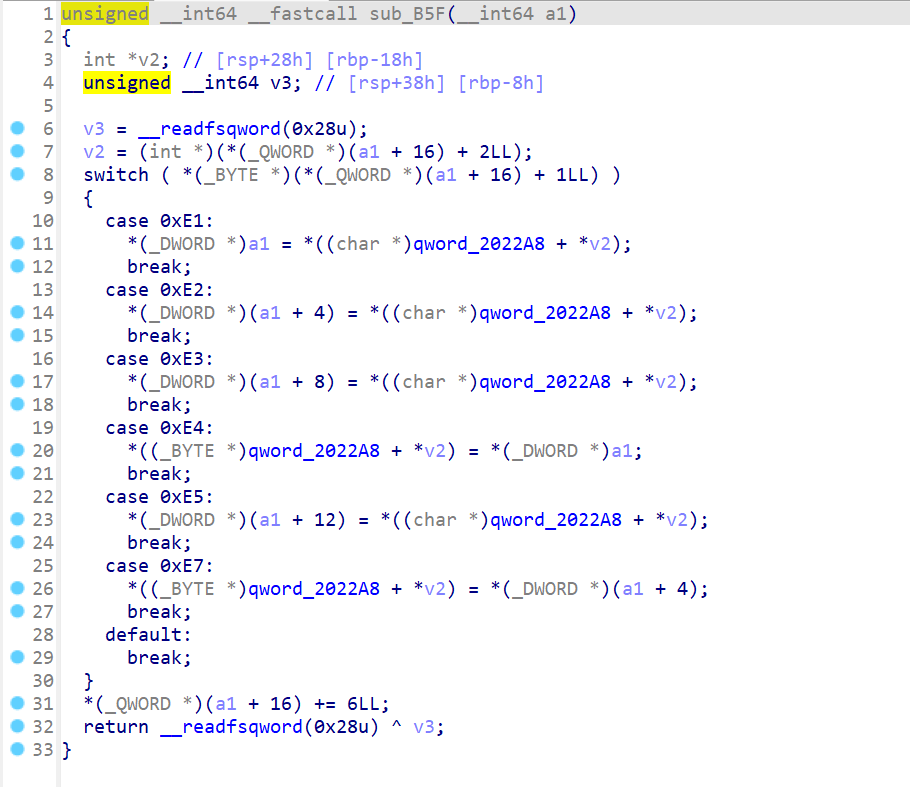 1 unsigned __int64 __fastcall sub_B5F(__int64 a1)
2 {
3   int *v2; // [rsp+28h] [rbp-18h]
4   unsigned __int64 v3; // [rsp+38h] [rbp-8h]
5
6   v3 = __readfsqword(0x28u);
7   v2 = (int *)(*(_QWORD *)(a1 + 16) + 2LL);
8   switch ( *(_BYTE *)(*(_QWORD *)(a1 + 16) + 1LL) )
9   {
10     case 0xE1:
11       *(_DWORD *)a1 = *((char *)qword_2022A8 + *v2);
12       break;
13     case 0xE2:
14       *(_DWORD *)(a1 + 4) = *((char *)qword_2022A8 + *v2);
15       break;
16     case 0xE3:
17       *(_DWORD *)(a1 + 8) = *((char *)qword_2022A8 + *v2);
18       break;
19     case 0xE4:
20       *((_BYTE *)qword_2022A8 + *v2) = *(_DWORD *)a1;
21       break;
22     case 0xE5:
23       *(_DWORD *)(a1 + 12) = *((char *)qword_2022A8 + *v2);
24       break;
25     case 0xE7:
26       *((_BYTE *)qword_2022A8 + *v2) = *(_DWORD *)(a1 + 4);
27       break;
28     default:
29       break;
30   }
31   *(_QWORD *)(a1 + 16) += 6LL;
32   return __readfsqword(0x28u) ^ v3;
33 }